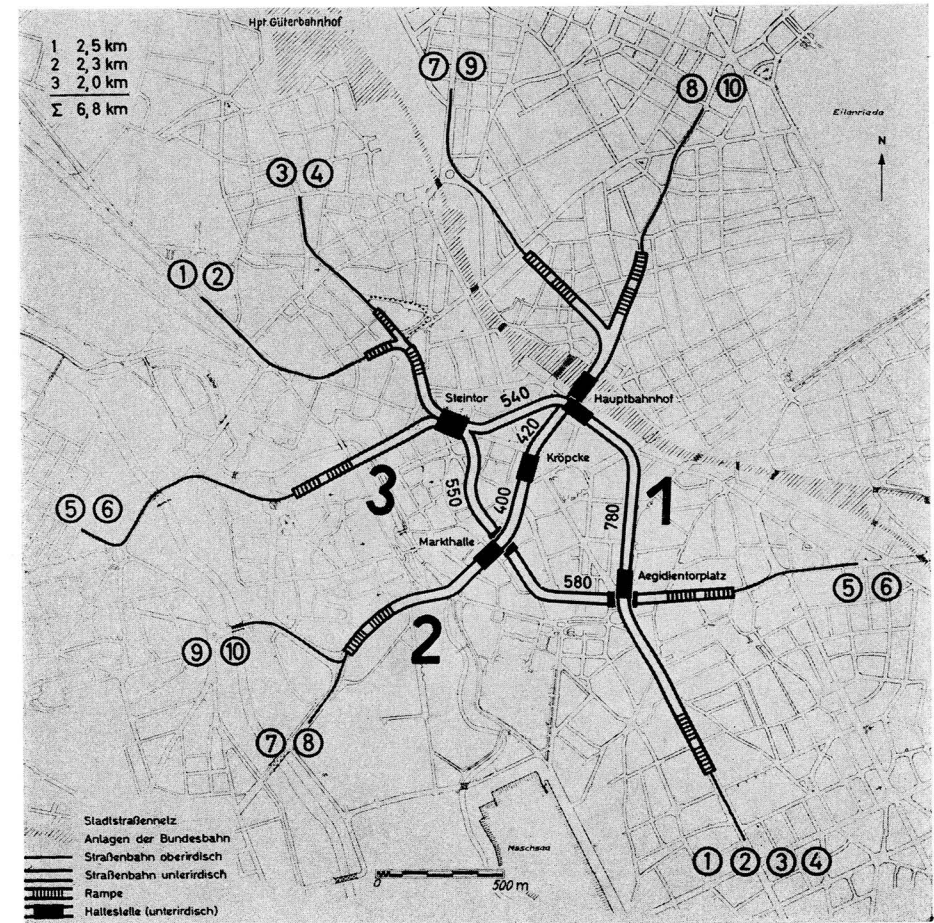 Hpt. Güterbahnhof
1 2,5 km
2 2,3 km
3 2,0 km
Σ 6,8 km
7 9
8 10
Eilenriede
N
3 4
1 2
Steintor
540
Hauptbahnhof
420
Kröpcke
3
550
400
780
1
5 6
Markthalle
580
Aegidientorplatz
5 6
2
9 10
7 8
Stadtstraßennetz
Anlagen der Bundesbahn
Straßenbahn oberirdisch
Straßenbahn unterirdisch
Rampe
Haltestelle (unterirdisch)
Maschsee
0 500 m
1 2 3 4